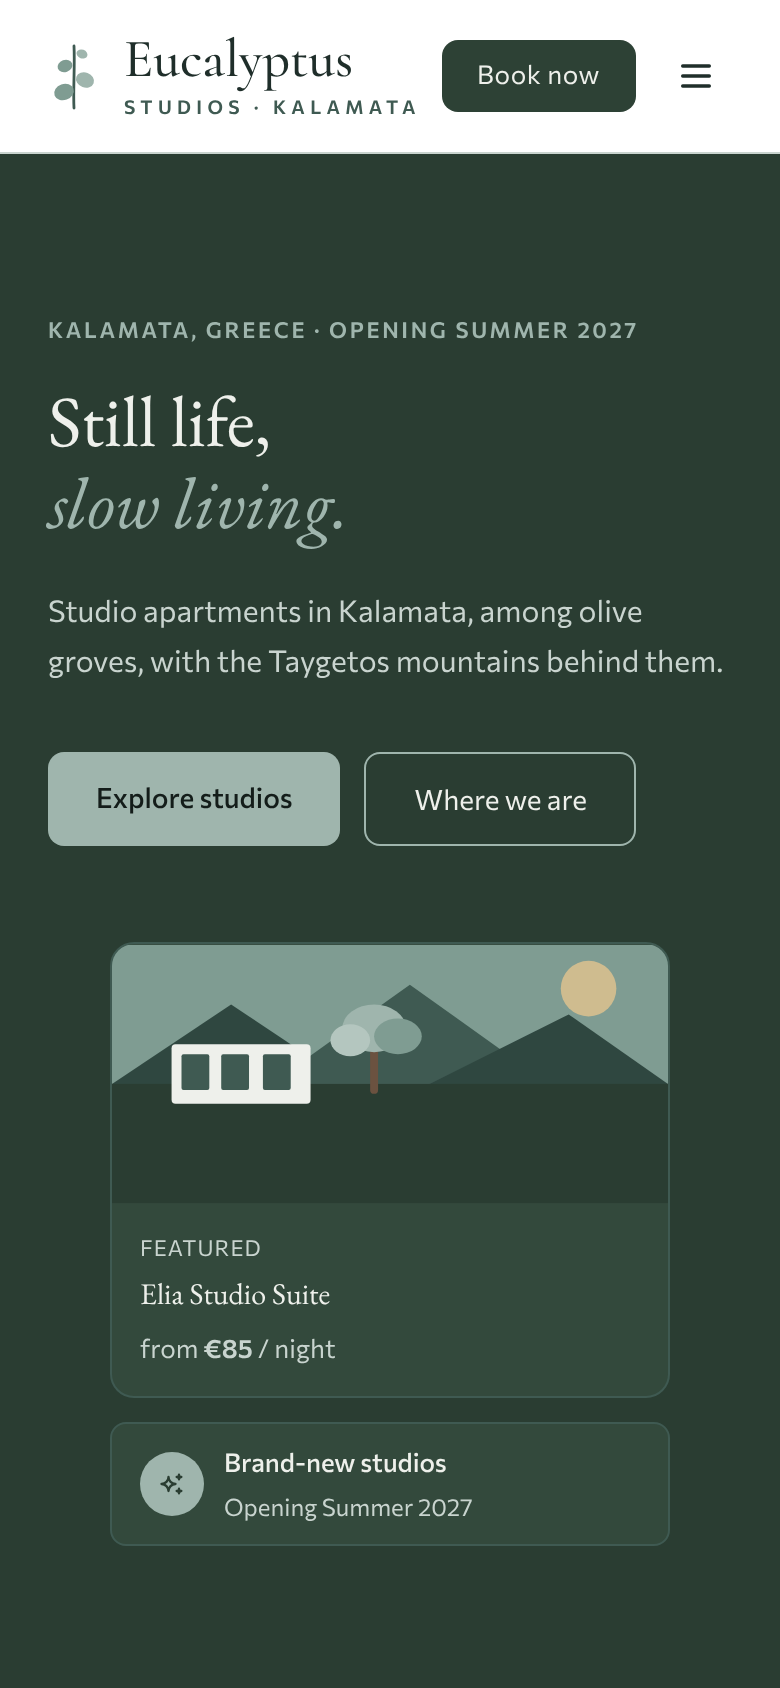 Eucalyptus
STUDIOS · KALAMATA
Book now
KALAMATA, GREECE · OPENING SUMMER 2027
Still life,
slow living.
Studio apartments in Kalamata, among olive
groves, with the Taygetos mountains behind them.
Explore studios
Where we are
FEATURED
Elia Studio Suite
from €85 / night
Brand-new studios
Opening Summer 2027